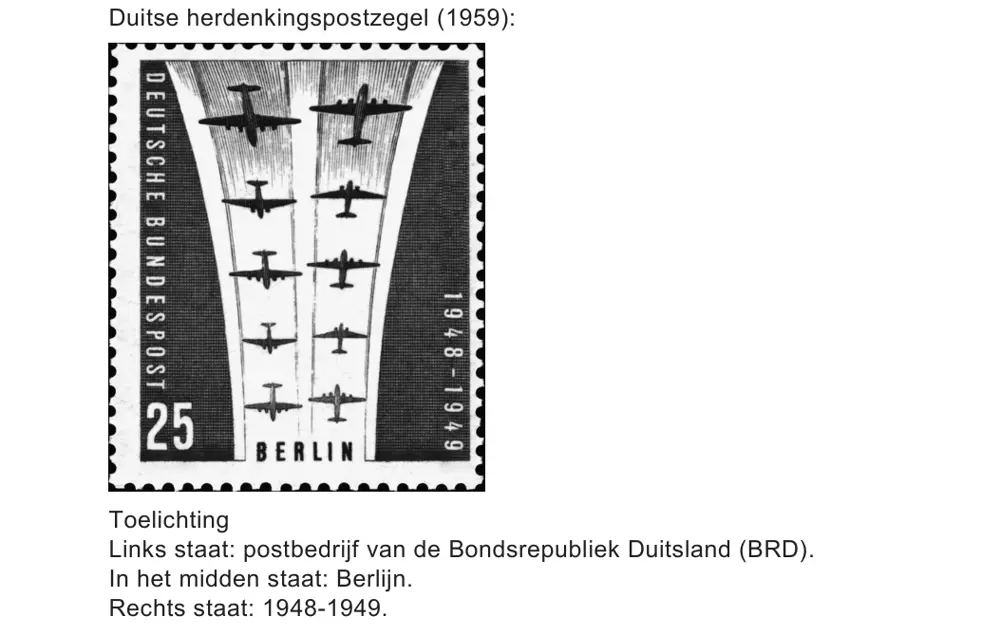 Duitse herdenkingspostzegel (1959):
DEUTSCHE BUNDESPOST
25
BERLIN
1948-1949
Toelichting
Links staat: postbedrijf van de Bondsrepubliek Duitsland (BRD).
In het midden staat: Berlijn.
Rechts staat: 1948-1949.